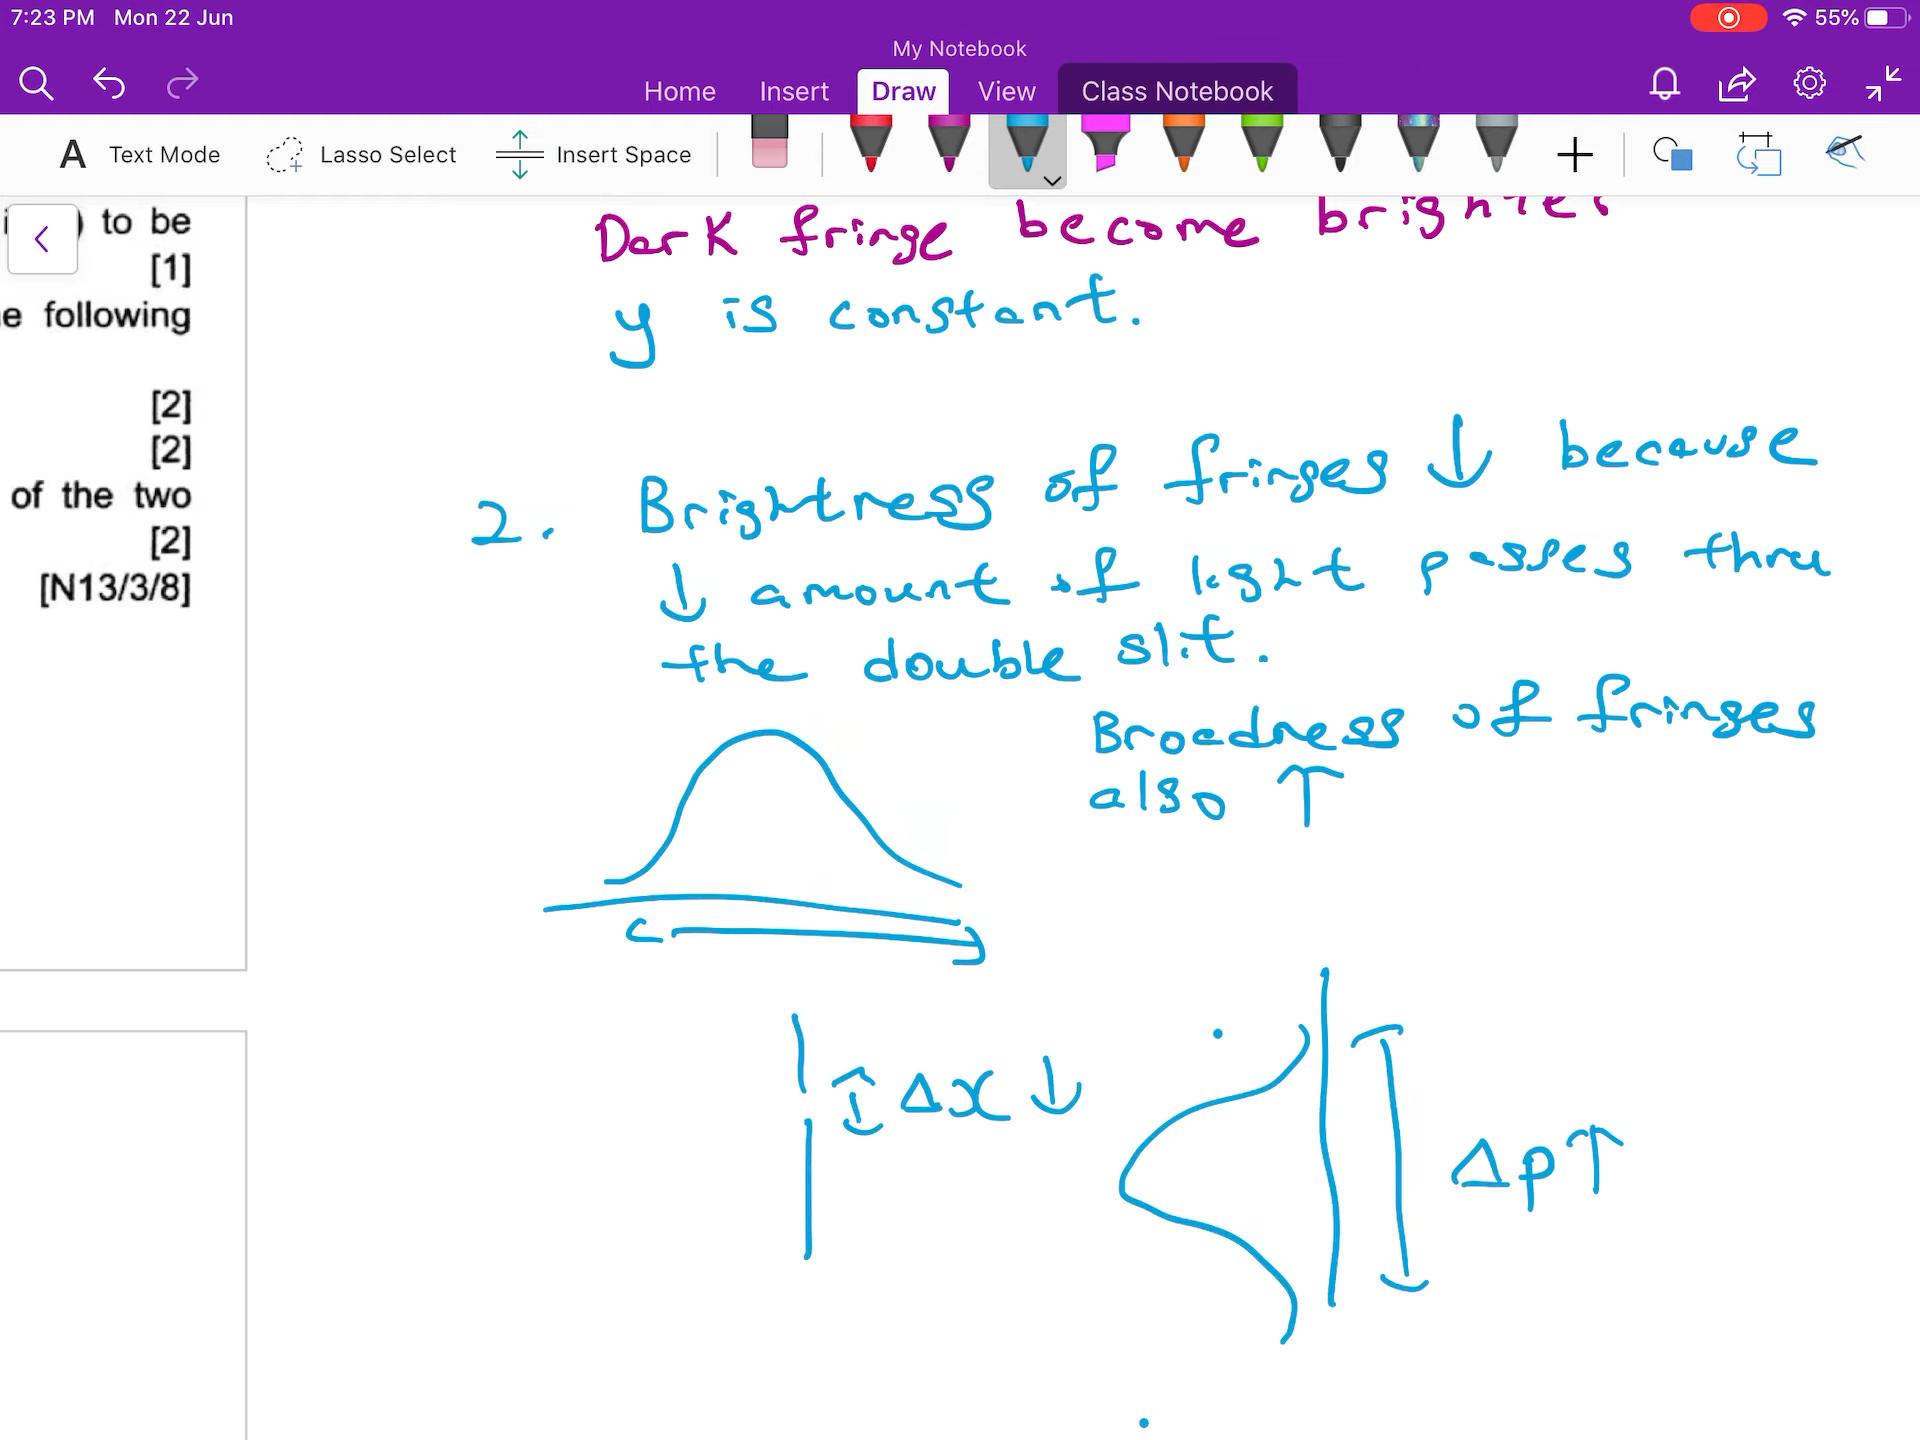 7:23 PM Mon 22 Jun
55%
My Notebook
Home Insert Draw View Class Notebook
A Text Mode Lasso Select Insert Space
) to be
[1]
e following
[2]
[2]
of the two
[2]
[N13/3/8]
Dark fringe become brighter
y is constant.
2. Brightness of fringes ↓ because
↓ amount of light passes thru
the double slit.
Broadness of fringes
also ↑
Δx ↓
Δp↑